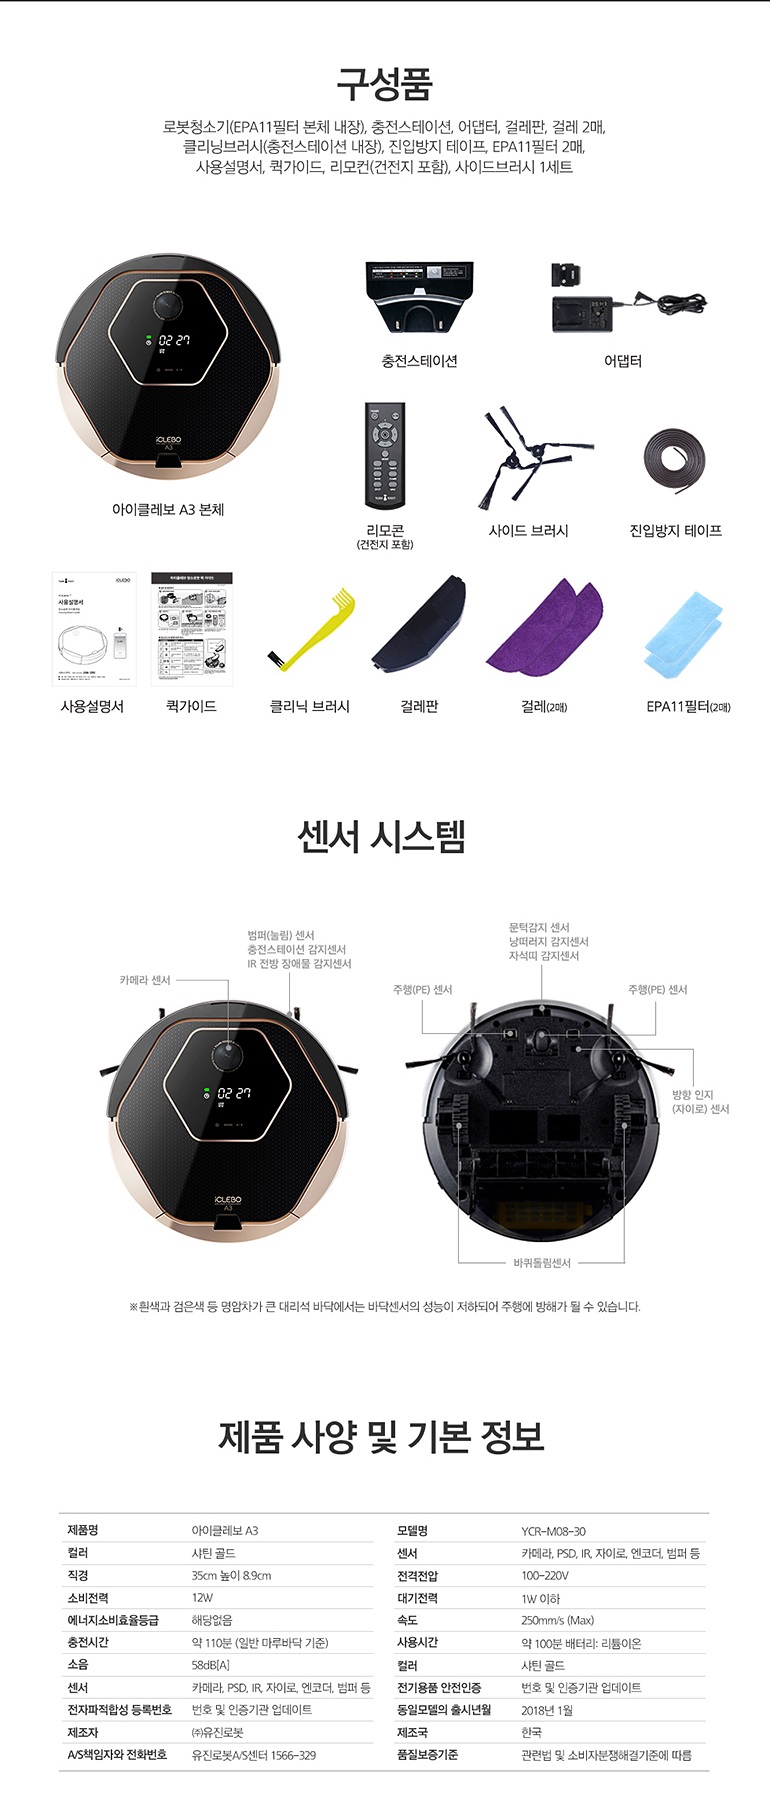 구성품
로봇청소기(EPA11필터 본체 내장), 충전스테이션, 어댑터, 걸레판, 걸레 2매,
클리닝브러시(충전스테이션 내장), 진입방지 테이프, EPA11필터 2매,
사용설명서, 퀵가이드, 리모컨(건전지 포함), 사이드브러시 1세트
02 27
iCLEBO
A3
아이클레보 A3 본체
충전스테이션
어댑터
리모콘
(건전지 포함)
사이드 브러시
진입방지 테이프
iCLEBO
사용설명서
사용설명서
퀵가이드
클리닉 브러시
걸레판
걸레(2매)
EPA11필터(2매)
센서 시스템
범퍼(눌림) 센서
충전스테이션 감지센서
IR 전방 장애물 감지센서
카메라 센서
02 27
iCLEBO
A3
문턱감지 센서
낭떠러지 감지센서
자석띠 감지센서
주행(PE) 센서
주행(PE) 센서
방향 인지
(자이로) 센서
바퀴돌림센서
※흰색과 검은색 등 명암차가 큰 대리석 바닥에서는 바닥센서의 성능이 저하되어 주행에 방해가 될 수 있습니다.
제품 사양 및 기본 정보
제품명 아이클레보 A3 모델명 YCR-M08-30
컬러 샤틴 골드 센서 카메라, PSD, IR, 자이로, 엔코더, 범퍼 등
직경 35cm 높이 8.9cm 전격전압 100-220V
소비전력 12W 대기전력 1W 이하
에너지소비효율등급 해당없음 속도 250mm/s (Max)
충전시간 약 110분 (일반 마루바닥 기준) 사용시간 약 100분 배터리: 리튬이온
소음 58dB[A] 컬러 샤틴 골드
센서 카메라, PSD, IR, 자이로, 엔코더, 범퍼 등 전기용품 안전인증 번호 및 인증기관 업데이트
전자파적합성 등록번호 번호 및 인증기관 업데이트 동일모델의 출시년월 2018년 1월
제조자 ㈜유진로봇 제조국 한국
A/S책임자와 전화번호 유진로봇A/S센터 1566-329 품질보증기준 관련법 및 소비자분쟁해결기준에 따름